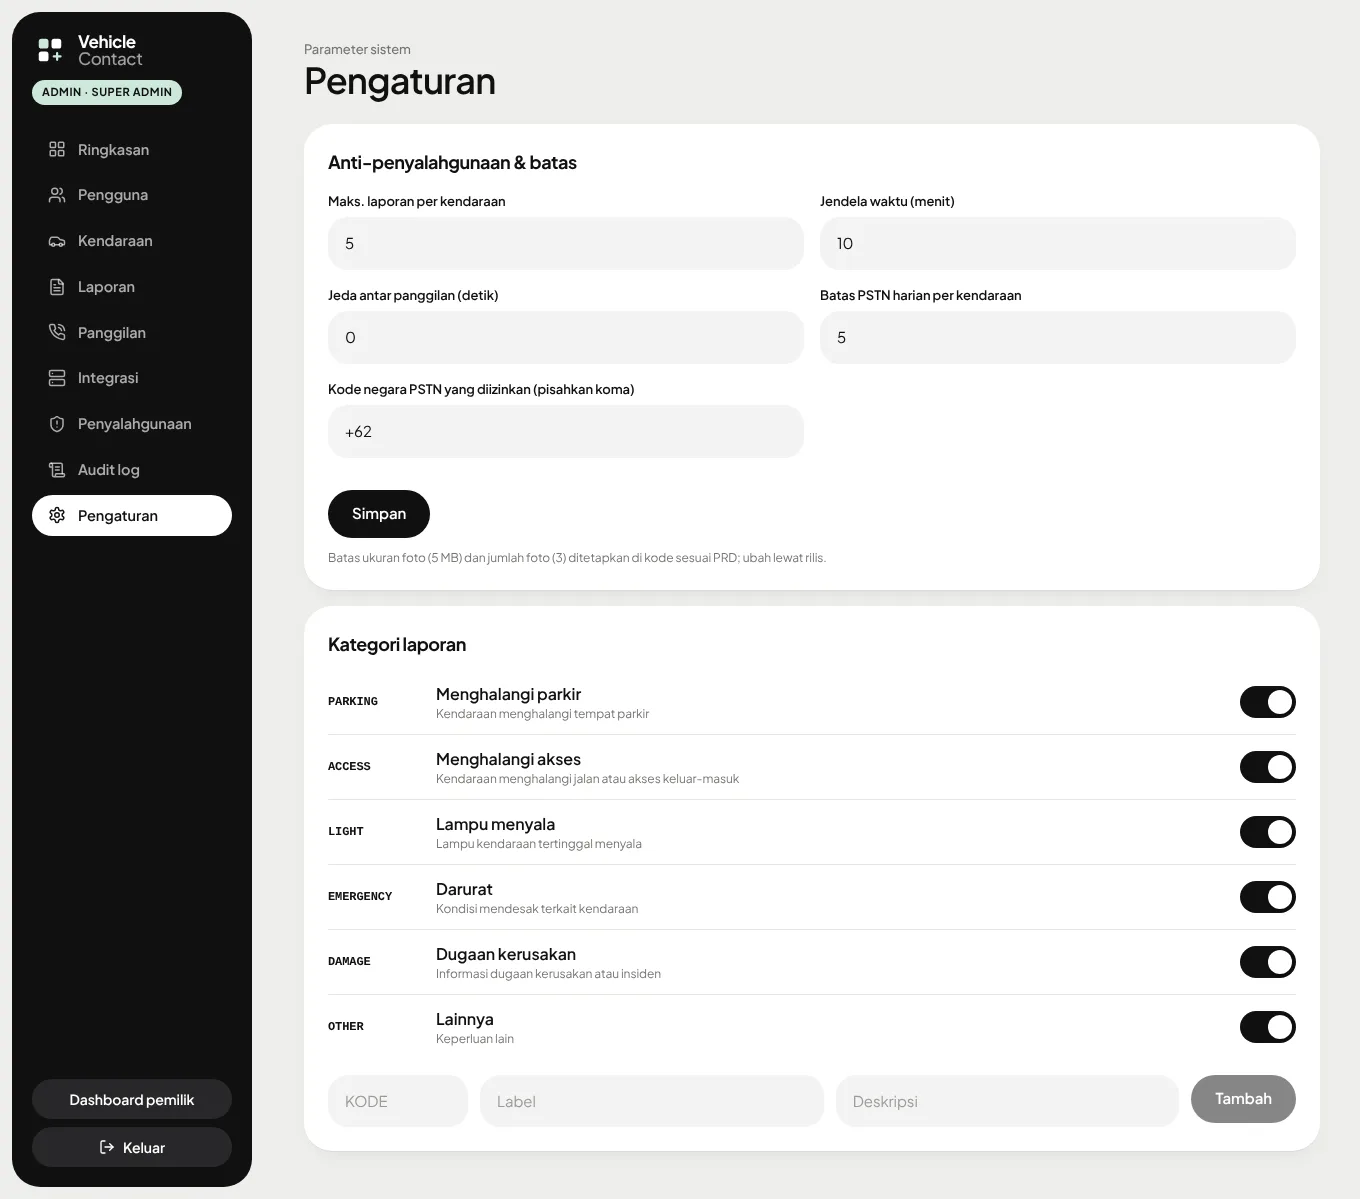 Vehicle
Contact
ADMIN · SUPER ADMIN
Ringkasan
Pengguna
Kendaraan
Laporan
Panggilan
Integrasi
Penyalahgunaan
Audit log
Pengaturan
Dashboard pemilik
Keluar
Parameter sistem
Pengaturan
Anti-penyalahgunaan & batas
Maks. laporan per kendaraan
5
Jendela waktu (menit)
10
Jeda antar panggilan (detik)
0
Batas PSTN harian per kendaraan
5
Kode negara PSTN yang diizinkan (pisahkan koma)
+62
Simpan
Batas ukuran foto (5 MB) dan jumlah foto (3) ditetapkan di kode sesuai PRD; ubah lewat rilis.
Kategori laporan
PARKING
Menghalangi parkir
Kendaraan menghalangi tempat parkir
ACCESS
Menghalangi akses
Kendaraan menghalangi jalan atau akses keluar-masuk
LIGHT
Lampu menyala
Lampu kendaraan tertinggal menyala
EMERGENCY
Darurat
Kondisi mendesak terkait kendaraan
DAMAGE
Dugaan kerusakan
Informasi dugaan kerusakan atau insiden
OTHER
Lainnya
Keperluan lain
KODE
Label
Deskripsi
Tambah